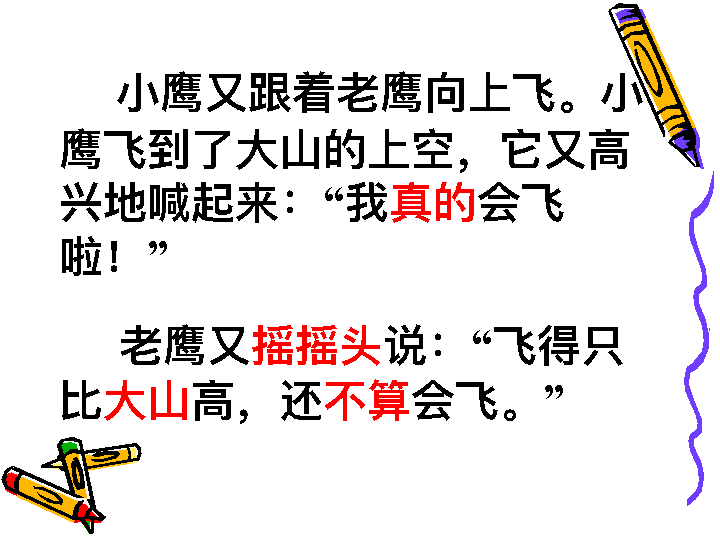 小鹰又跟着老鹰向上飞。小
鹰飞到了大山的上空，它又高
兴地喊起来：“我真的会飞
啦！”
老鹰又摇摇头说：“飞得只
比大山高，还不算会飞。”